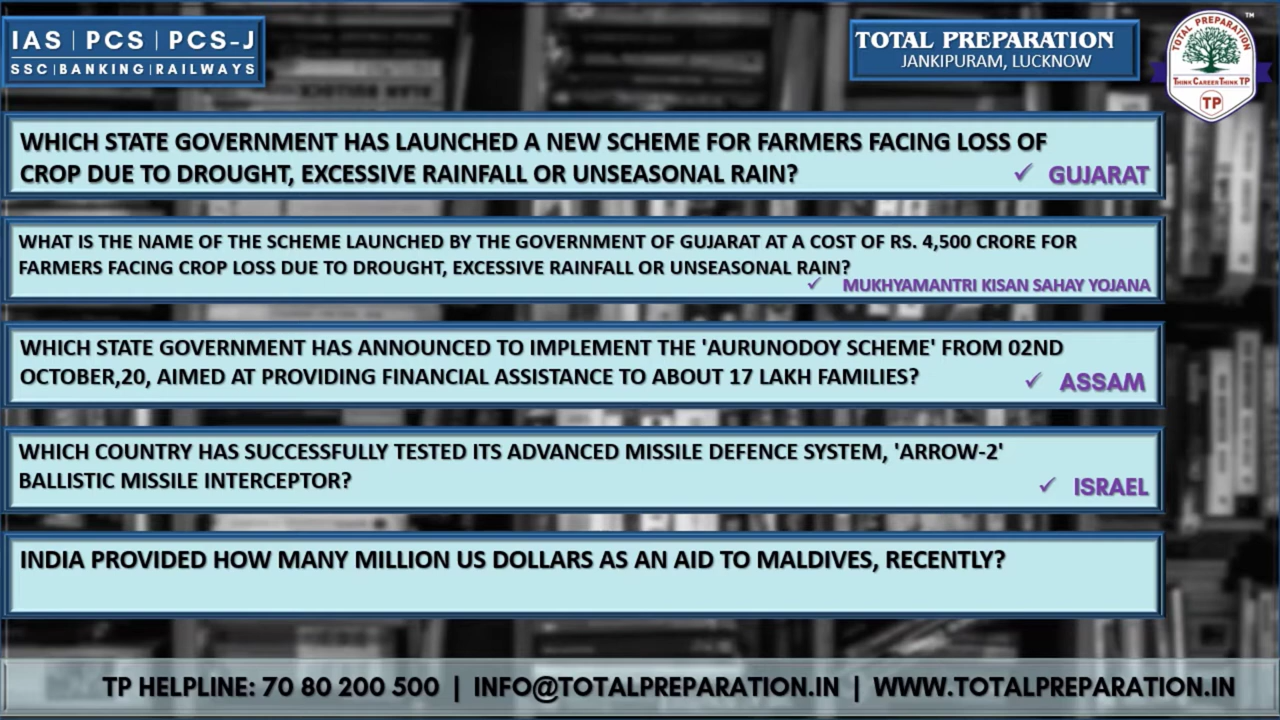 IAS | PCS | PCS-J
SSC|BANKING|RAILWAYS
TOTAL PREPARATION
JANKIPURAM, LUCKNOW
TM
TOTAL PREPARATION
THINK CAREER THINK TP
TP
WHICH STATE GOVERNMENT HAS LAUNCHED A NEW SCHEME FOR FARMERS FACING LOSS OF
CROP DUE TO DROUGHT, EXCESSIVE RAINFALL OR UNSEASONAL RAIN?
✓ GUJARAT
WHAT IS THE NAME OF THE SCHEME LAUNCHED BY THE GOVERNMENT OF GUJARAT AT A COST OF RS. 4,500 CRORE FOR
FARMERS FACING CROP LOSS DUE TO DROUGHT, EXCESSIVE RAINFALL OR UNSEASONAL RAIN?
✓ MUKHYAMANTRI KISAN SAHAY YOJANA
WHICH STATE GOVERNMENT HAS ANNOUNCED TO IMPLEMENT THE 'AURUNODOY SCHEME' FROM 02ND
OCTOBER,20, AIMED AT PROVIDING FINANCIAL ASSISTANCE TO ABOUT 17 LAKH FAMILIES?
✓ ASSAM
WHICH COUNTRY HAS SUCCESSFULLY TESTED ITS ADVANCED MISSILE DEFENCE SYSTEM, 'ARROW-2'
BALLISTIC MISSILE INTERCEPTOR?
✓ ISRAEL
INDIA PROVIDED HOW MANY MILLION US DOLLARS AS AN AID TO MALDIVES, RECENTLY?
TP HELPLINE: 70 80 200 500 | INFO@TOTALPREPARATION.IN | WWW.TOTALPREPARATION.IN